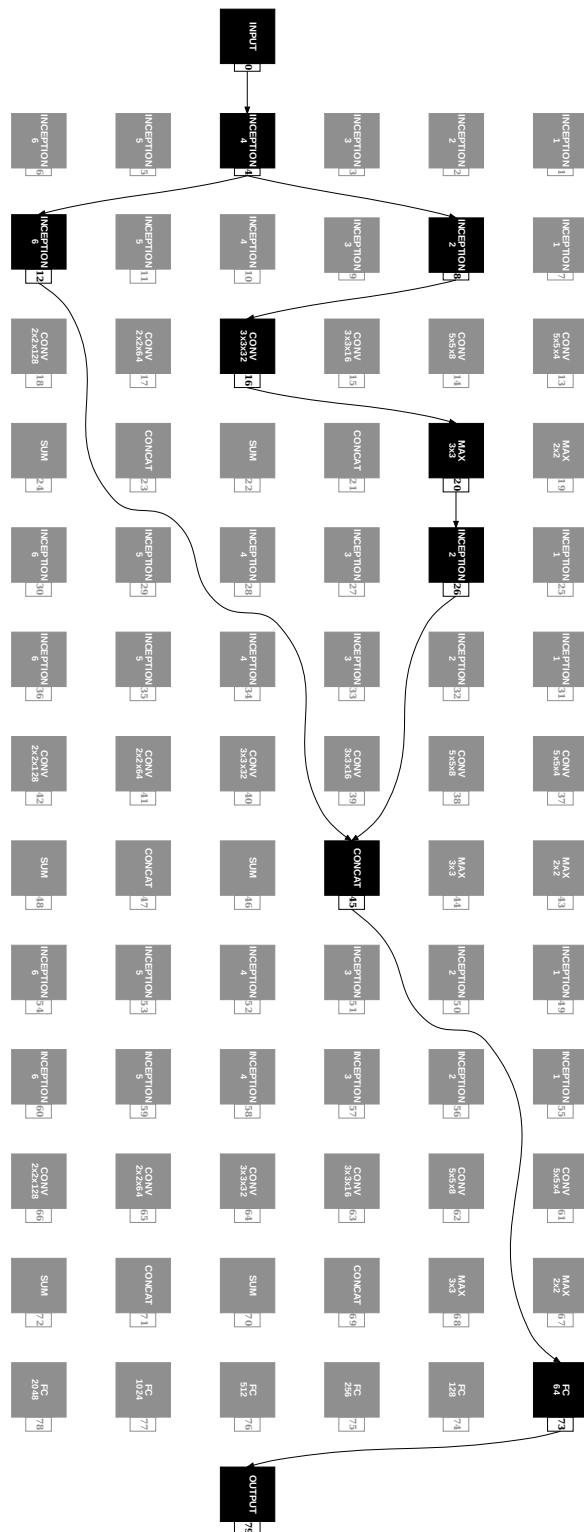 INPUT
0
INCEPTION
1
1
INCEPTION
2
2
INCEPTION
3
3
INCEPTION
4
4
INCEPTION
5
5
INCEPTION
6
6
INCEPTION
1
7
INCEPTION
2
8
INCEPTION
3
9
INCEPTION
4
10
INCEPTION
5
11
INCEPTION
6
12
CONV
5x5x4
13
CONV
5x5x8
14
CONV
3x3x16
15
CONV
3x3x32
16
CONV
2x2x64
17
CONV
2x2x128
18
MAX
2x2
19
MAX
3x3
20
CONCAT
21
SUM
22
CONCAT
23
SUM
24
INCEPTION
1
25
INCEPTION
2
26
INCEPTION
3
27
INCEPTION
4
28
INCEPTION
5
29
INCEPTION
6
30
INCEPTION
1
31
INCEPTION
2
32
INCEPTION
3
33
INCEPTION
4
34
INCEPTION
5
35
INCEPTION
6
36
CONV
5x5x4
37
CONV
5x5x8
38
CONV
3x3x16
39
CONV
3x3x32
40
CONV
2x2x64
41
CONV
2x2x128
42
MAX
2x2
43
MAX
3x3
44
CONCAT
45
SUM
46
CONCAT
47
SUM
48
INCEPTION
1
49
INCEPTION
2
50
INCEPTION
3
51
INCEPTION
4
52
INCEPTION
5
53
INCEPTION
6
54
INCEPTION
1
55
INCEPTION
2
56
INCEPTION
3
57
INCEPTION
4
58
INCEPTION
5
59
INCEPTION
6
60
CONV
5x5x4
61
CONV
5x5x8
62
CONV
3x3x16
63
CONV
3x3x32
64
CONV
2x2x64
65
CONV
2x2x128
66
MAX
2x2
67
MAX
3x3
68
CONCAT
69
SUM
70
CONCAT
71
SUM
72
FC
64
73
FC
128
74
FC
256
75
FC
512
76
FC
1024
77
FC
2048
78
OUTPUT
79